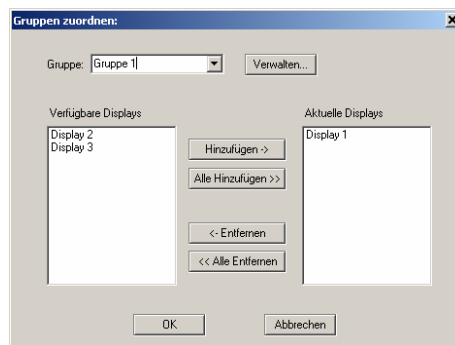 Gruppen zuordnen:
Gruppe: Gruppe 1 Verwalten...
Verfügbare Displays
Display 2
Display 3
Hinzufügen ->
Alle Hinzufügen >>
<- Entfernen
<< Alle Entfernen
Aktuelle Displays
Display 1
OK Abbrechen